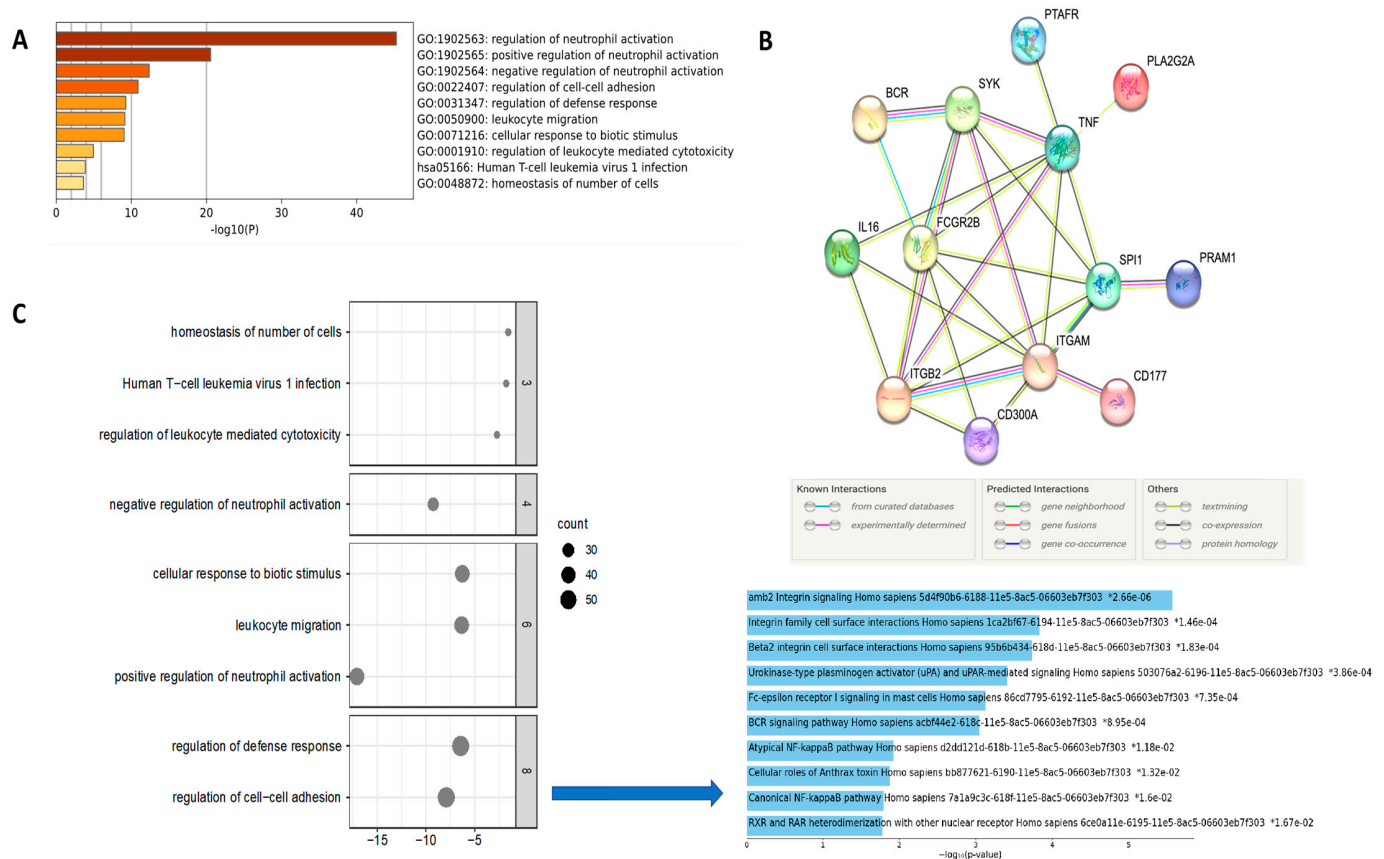 A
GO:1902563: regulation of neutrophil activation
GO:1902565: positive regulation of neutrophil activation
GO:1902564: negative regulation of neutrophil activation
GO:0022407: regulation of cell-cell adhesion
GO:0031347: regulation of defense response
GO:0050900: leukocyte migration
GO:0071216: cellular response to biotic stimulus
GO:0001910: regulation of leukocyte mediated cytotoxicity
hsa05166: Human T-cell leukemia virus 1 infection
GO:0048872: homeostasis of number of cells
0 10 20 30 40
-log10(P)
B
PTAFR
PLA2G2A
BCR
SYK
TNF
IL16
FCGR2B
SPI1
PRAM1
ITGAM
ITGB2
CD177
CD300A
Known Interactions
from curated databases
experimentally determined
Predicted Interactions
gene neighborhood
gene fusions
gene co-occurrence
Others
textmining
co-expression
protein homology
C
homeostasis of number of cells
Human T−cell leukemia virus 1 infection
regulation of leukocyte mediated cytotoxicity
3
negative regulation of neutrophil activation
4
cellular response to biotic stimulus
leukocyte migration
positive regulation of neutrophil activation
6
regulation of defense response
regulation of cell−cell adhesion
8
−15 −10 −5
count
30
40
50
amb2 Integrin signaling Homo sapiens 5d4f90b6-6188-11e5-8ac5-06603eb7f303 *2.66e-06
Integrin family cell surface interactions Homo sapiens 1ca2bf67-6194-11e5-8ac5-06603eb7f303 *1.46e-04
Beta2 integrin cell surface interactions Homo sapiens 95b6b434-618d-11e5-8ac5-06603eb7f303 *1.83e-04
Urokinase-type plasminogen activator (uPA) and uPAR-mediated signaling Homo sapiens 503076a2-6196-11e5-8ac5-06603eb7f303 *3.86e-04
Fc-epsilon receptor I signaling in mast cells Homo sapiens 86cd7795-6192-11e5-8ac5-06603eb7f303 *7.35e-04
BCR signaling pathway Homo sapiens acbf44e2-618c-11e5-8ac5-06603eb7f303 *8.95e-04
Atypical NF-kappaB pathway Homo sapiens d2dd121d-618b-11e5-8ac5-06603eb7f303 *1.18e-02
Cellular roles of Anthrax toxin Homo sapiens bb877621-6190-11e5-8ac5-06603eb7f303 *1.32e-02
Canonical NF-kappaB pathway Homo sapiens 7a1a9c3c-618f-11e5-8ac5-06603eb7f303 *1.6e-02
RXR and RAR heterodimerization with other nuclear receptor Homo sapiens 6ce0a11e-6195-11e5-8ac5-06603eb7f303 *1.67e-02
0 1 2 3 4 5
−log₁₀(p-value)